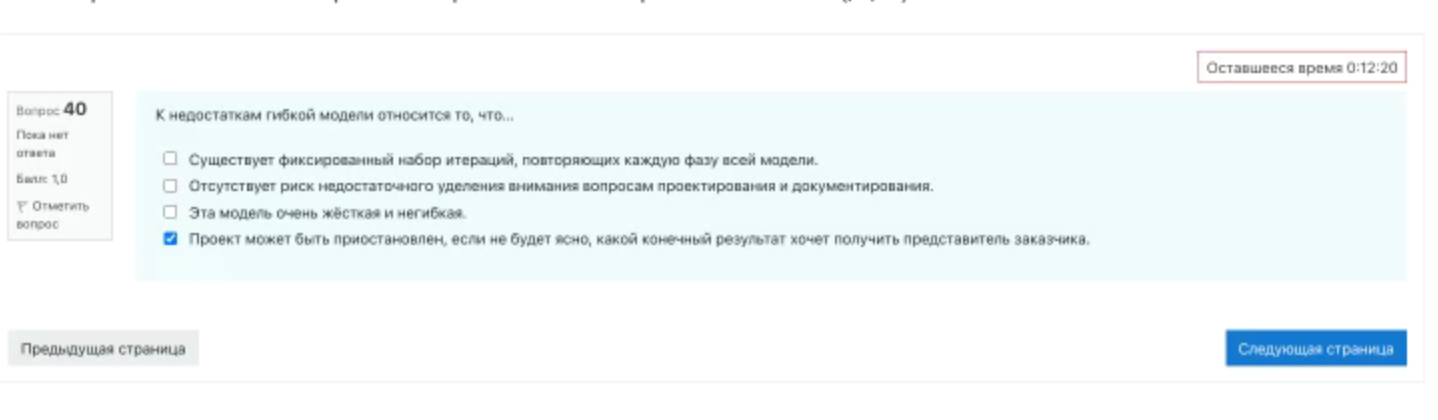 Оставшееся время 0:12:20
Вопрос 40
Пока нет
ответа
Балл: 1,0
Отметить
вопрос
К недостаткам гибкой модели относится то, что...
Существует фиксированный набор итераций, повторяющих каждую фазу всей модели.
Отсутствует риск недостаточного уделения внимания вопросам проектирования и документирования.
Эта модель очень жёсткая и негибкая.
Проект может быть приостановлен, если не будет ясно, какой конечный результат хочет получить представитель заказчика.
Предыдущая страница
Следующая страница